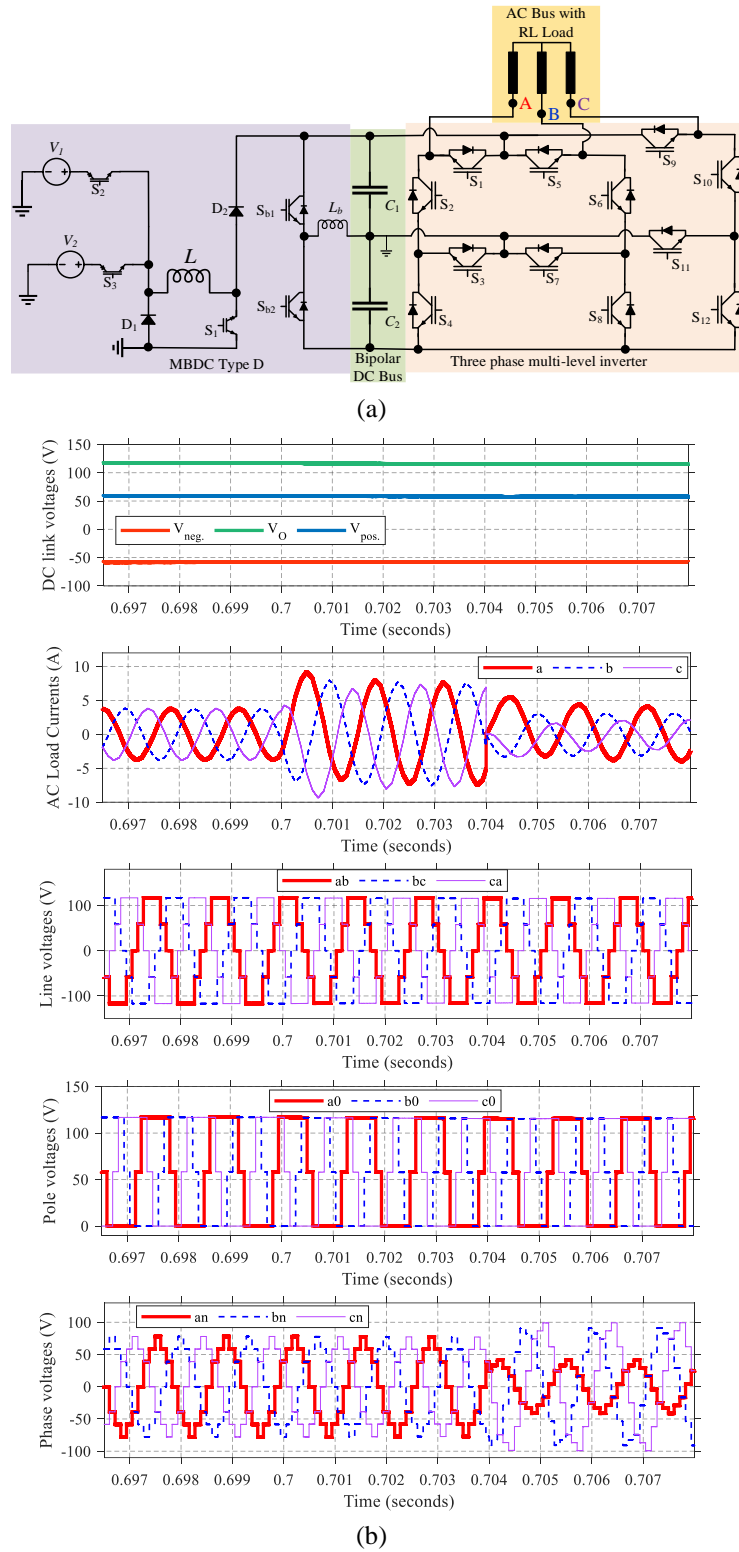 AC Bus with
RL Load
A
B
C
V1
S2
V2
S3
L
D2
D1
S1
Sb1
Sb2
Lb
C1
C2
S1
S5
S9
S2
S6
S10
S3
S7
S11
S4
S8
S12
MBDC Type D
Bipolar
DC Bus
Three phase multi-level inverter
(a)
DC link voltages (V)
150
100
50
0
-50
-100
Vneg. VO Vpos.
0.697 0.698 0.699 0.7 0.701 0.702 0.703 0.704 0.705 0.706 0.707
Time (seconds)
AC Load Currents (A)
10
5
0
-5
-10
a b c
0.697 0.698 0.699 0.7 0.701 0.702 0.703 0.704 0.705 0.706 0.707
Time (seconds)
Line voltages (V)
100
0
-100
ab bc ca
0.697 0.698 0.699 0.7 0.701 0.702 0.703 0.704 0.705 0.706 0.707
Time (seconds)
Pole voltages (V)
150
100
50
0
a0 b0 c0
0.697 0.698 0.699 0.7 0.701 0.702 0.703 0.704 0.705 0.706 0.707
Time (seconds)
Phase voltages (V)
100
50
0
-50
-100
an bn cn
0.697 0.698 0.699 0.7 0.701 0.702 0.703 0.704 0.705 0.706 0.707
Time (seconds)
(b)